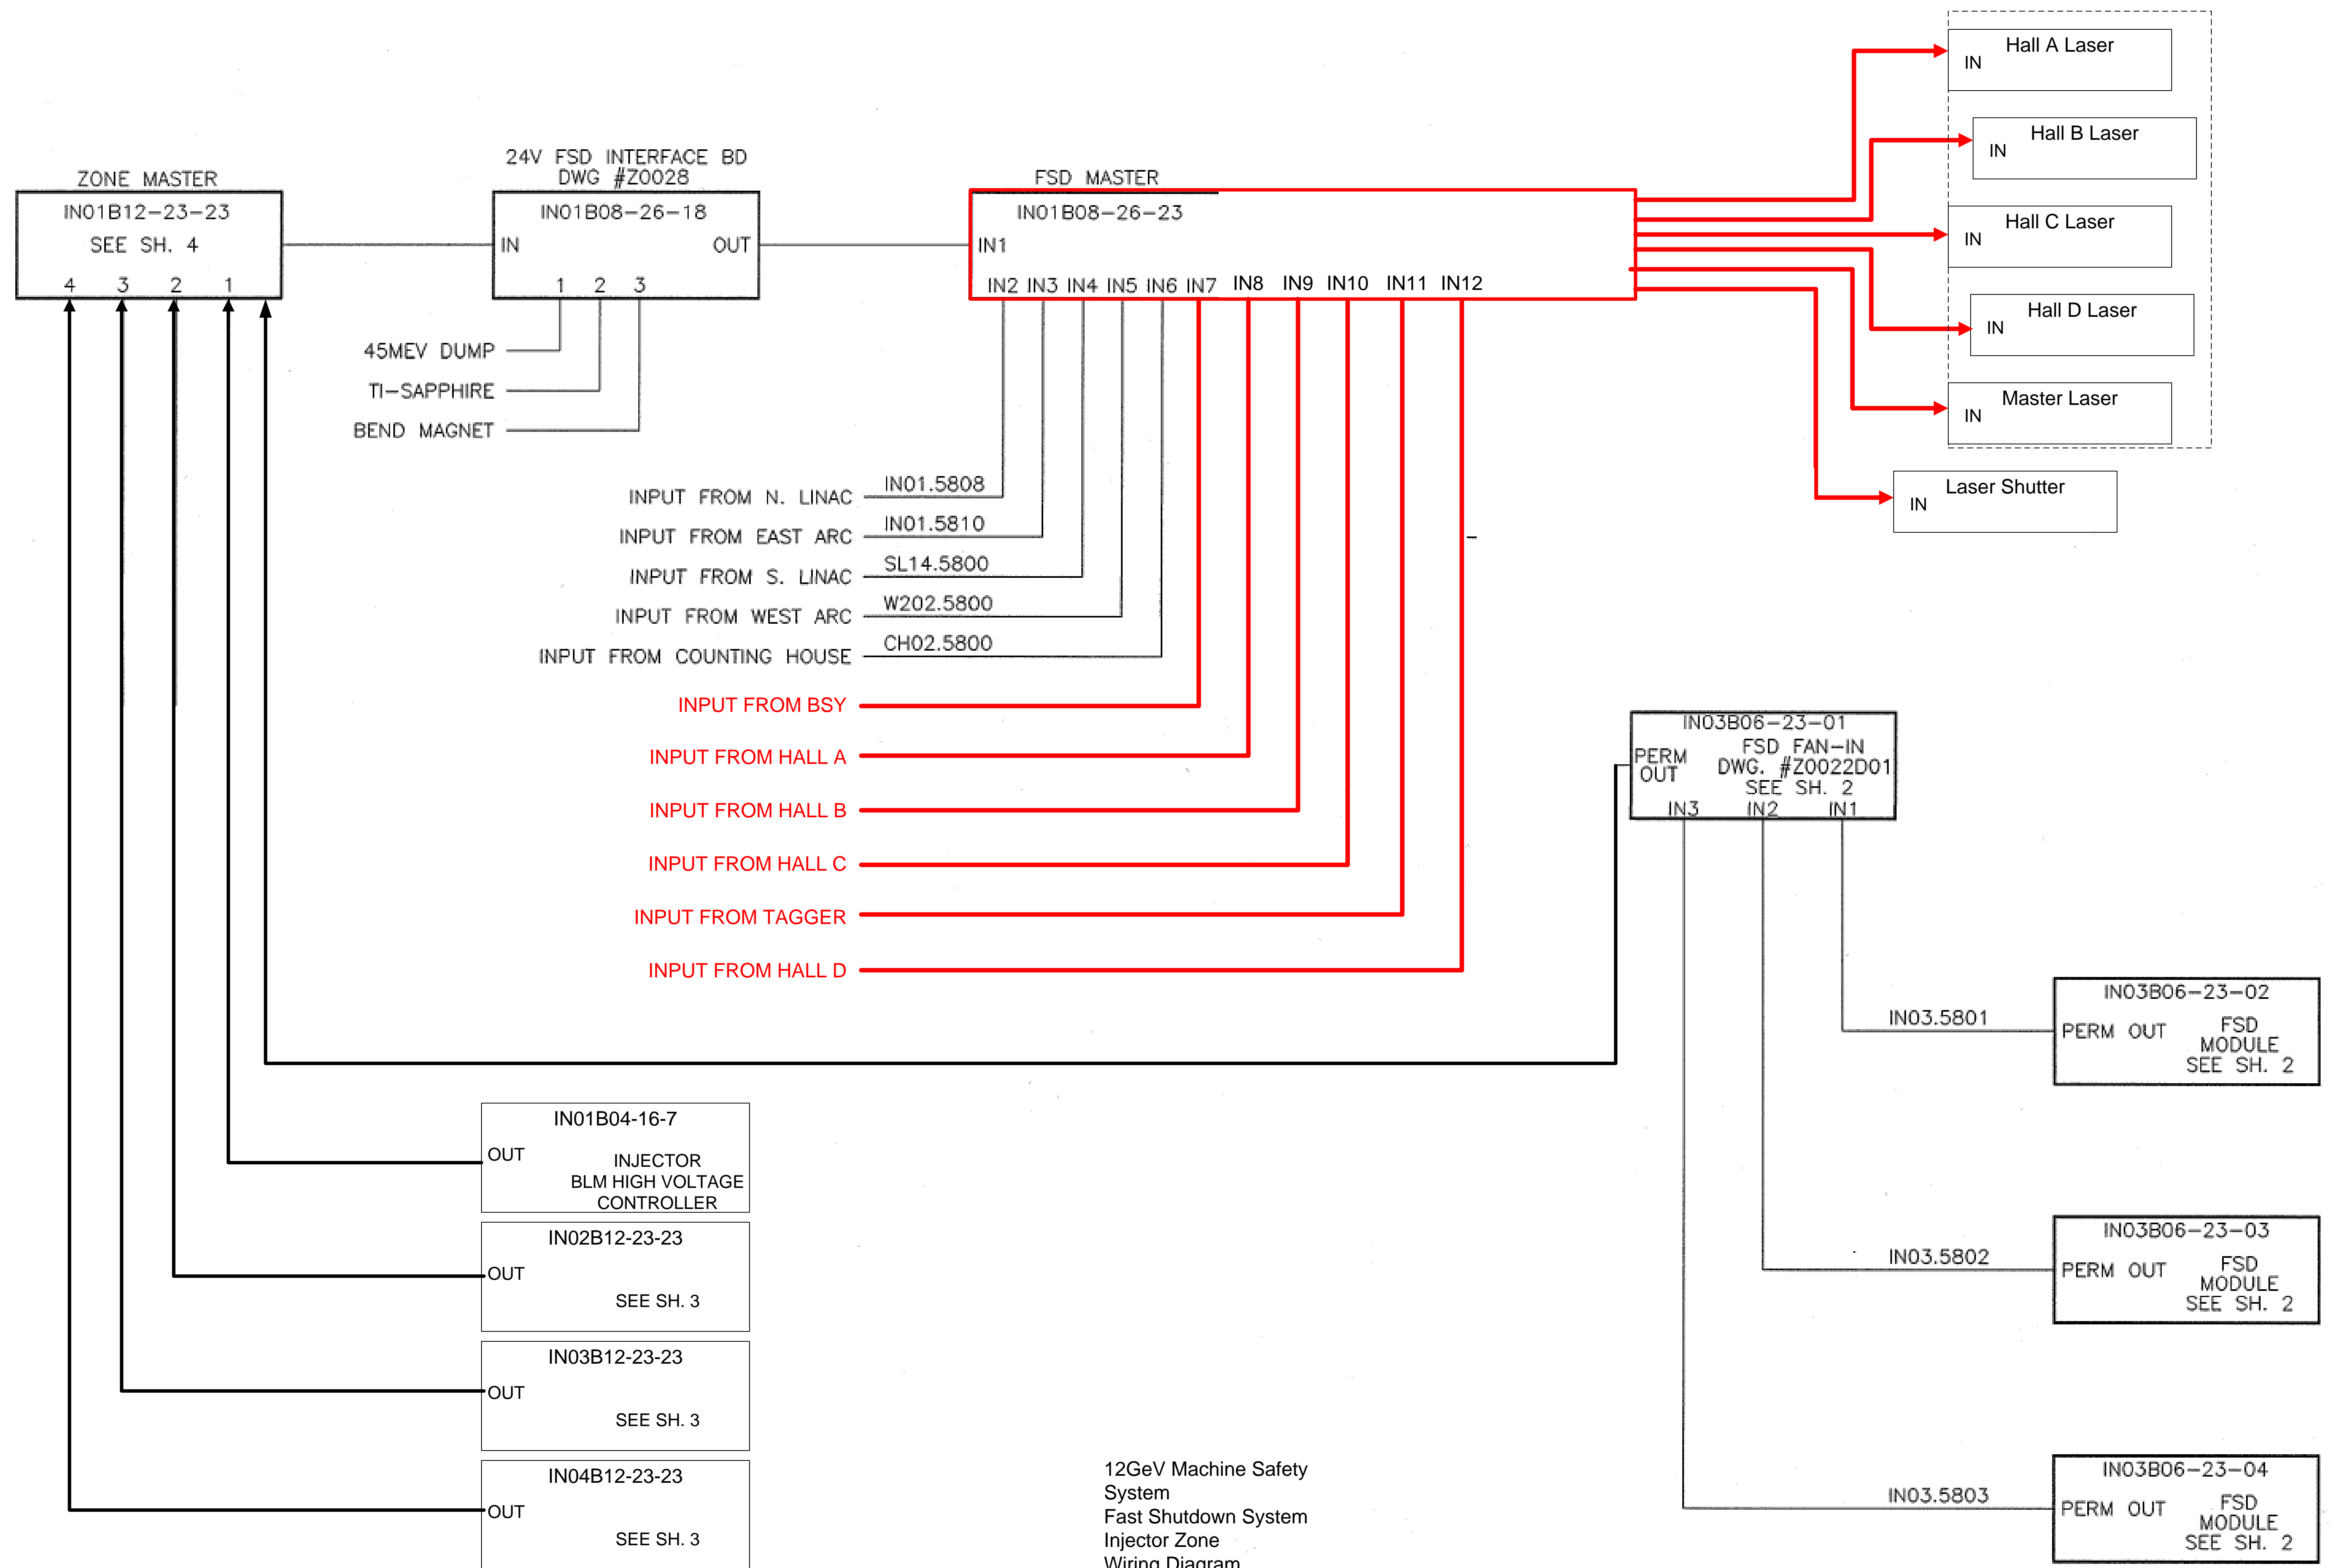 Hall A Laser
IN
Hall B Laser
IN
Hall C Laser
IN
Hall D Laser
IN
Master Laser
IN
Laser Shutter
IN
ZONE MASTER
IN01B12-23-23
SEE SH. 4
4 3 2 1
24V FSD INTERFACE BD
DWG #Z0028
IN01B08-26-18
IN OUT
1 2 3
45MEV DUMP
TI-SAPPHIRE
BEND MAGNET
FSD MASTER
IN01B08-26-23
IN1
IN2 IN3 IN4 IN5 IN6 IN7 IN8 IN9 IN10 IN11 IN12
INPUT FROM N. LINAC IN01.5808
INPUT FROM EAST ARC IN01.5810
INPUT FROM S. LINAC SL14.5800
INPUT FROM WEST ARC W202.5800
INPUT FROM COUNTING HOUSE CH02.5800
INPUT FROM BSY
INPUT FROM HALL A
INPUT FROM HALL B
INPUT FROM HALL C
INPUT FROM TAGGER
INPUT FROM HALL D
IN03B06-23-01
PERM OUT
FSD FAN-IN
DWG. #Z0022D01
SEE SH. 2
IN3 IN2 IN1
IN03.5801
IN03B06-23-02
PERM OUT FSD
MODULE
SEE SH. 2
IN03.5802
IN03B06-23-03
PERM OUT FSD
MODULE
SEE SH. 2
IN03.5803
IN03B06-23-04
PERM OUT FSD
MODULE
SEE SH. 2
IN01B04-16-7
OUT
INJECTOR
BLM HIGH VOLTAGE
CONTROLLER
IN02B12-23-23
OUT
SEE SH. 3
IN03B12-23-23
OUT
SEE SH. 3
IN04B12-23-23
OUT
SEE SH. 3
12GeV Machine Safety
System
Fast Shutdown System
Injector Zone
Wiring Diagram